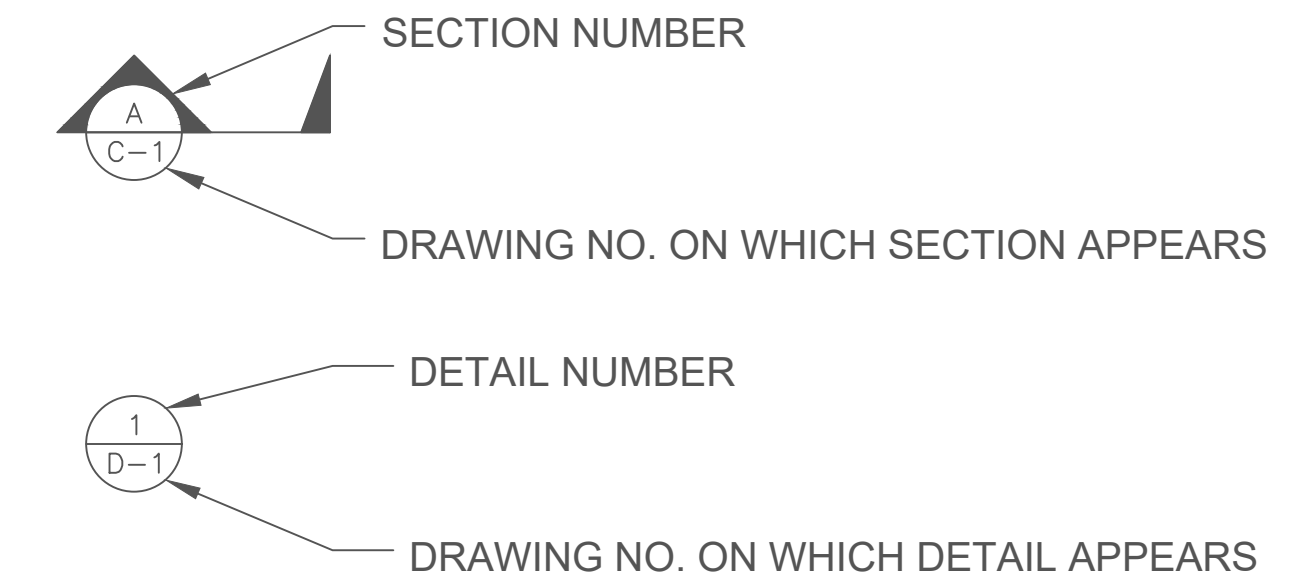 SECTION NUMBER
A
C-1
DRAWING NO. ON WHICH SECTION APPEARS
DETAIL NUMBER
1
D-1
DRAWING NO. ON WHICH DETAIL APPEARS